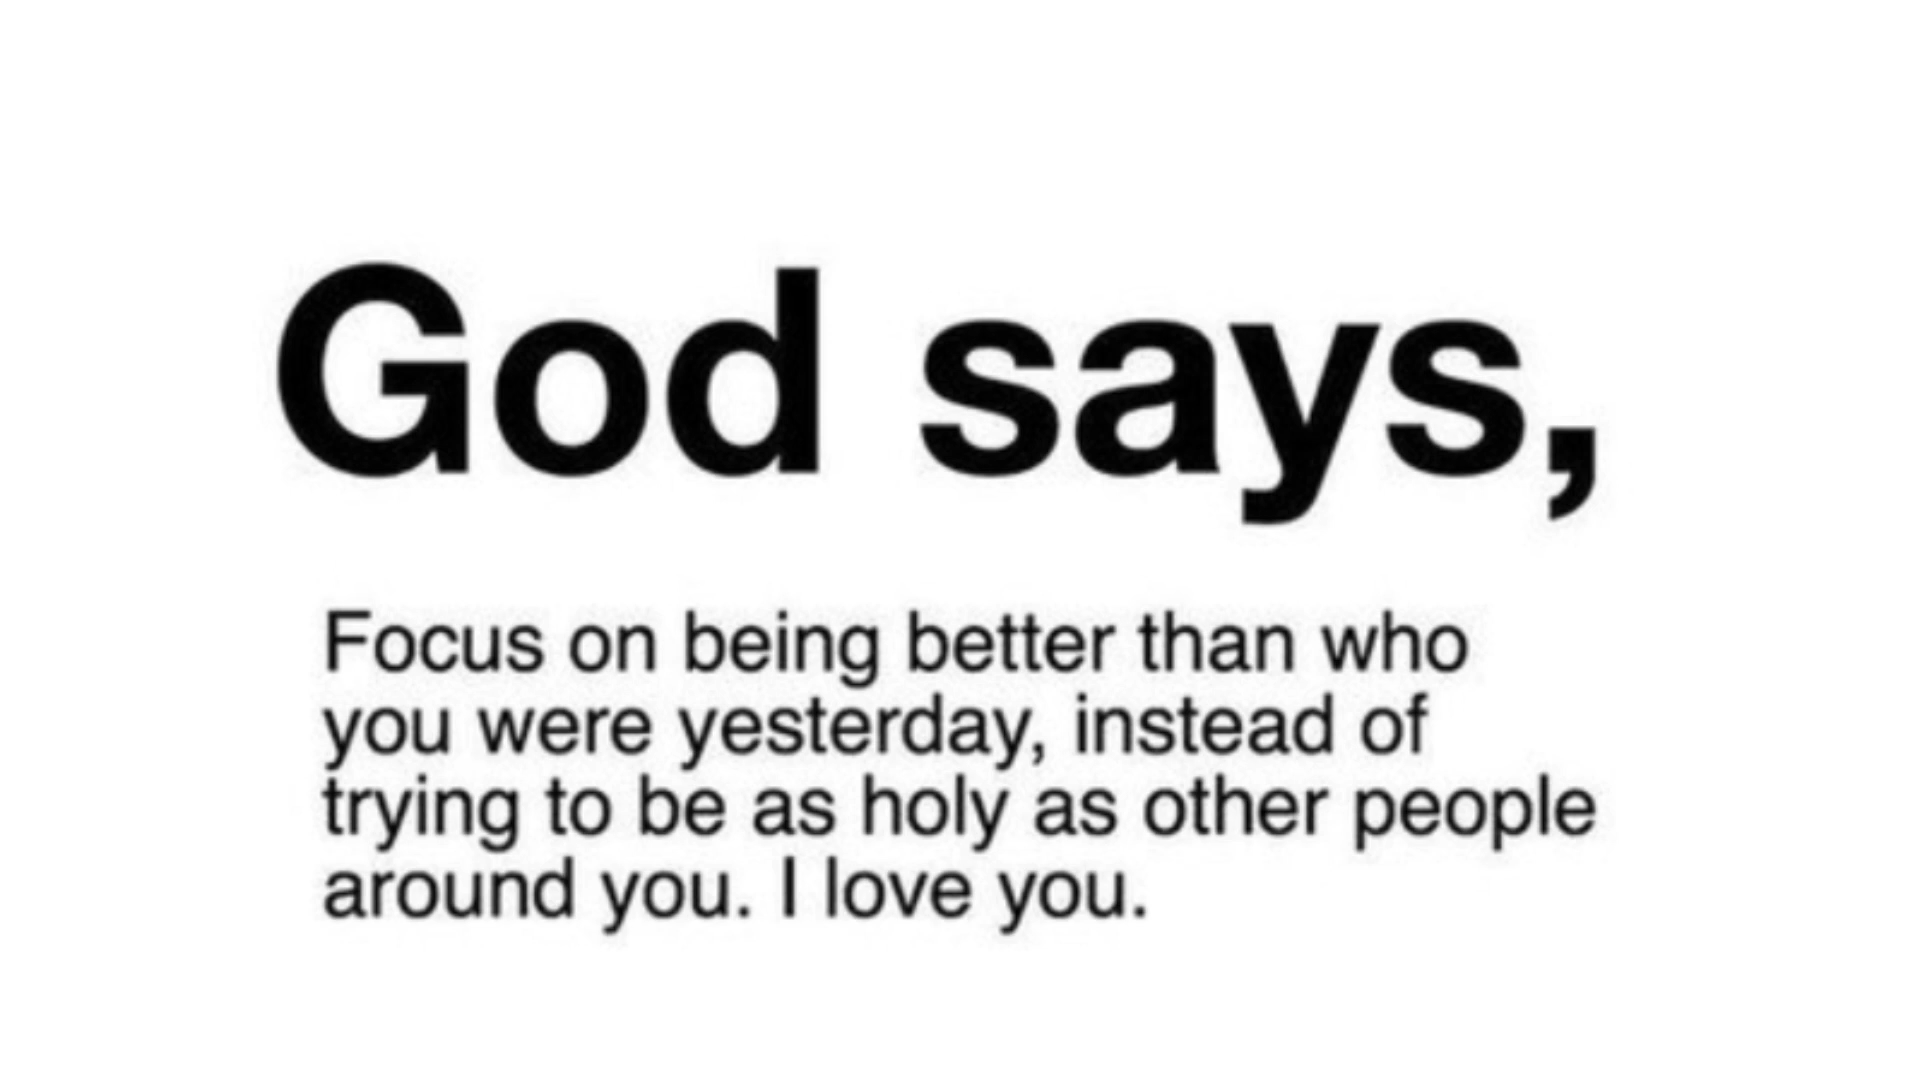 God says,
Focus on being better than who
you were yesterday, instead of
trying to be as holy as other people
around you. I love you.